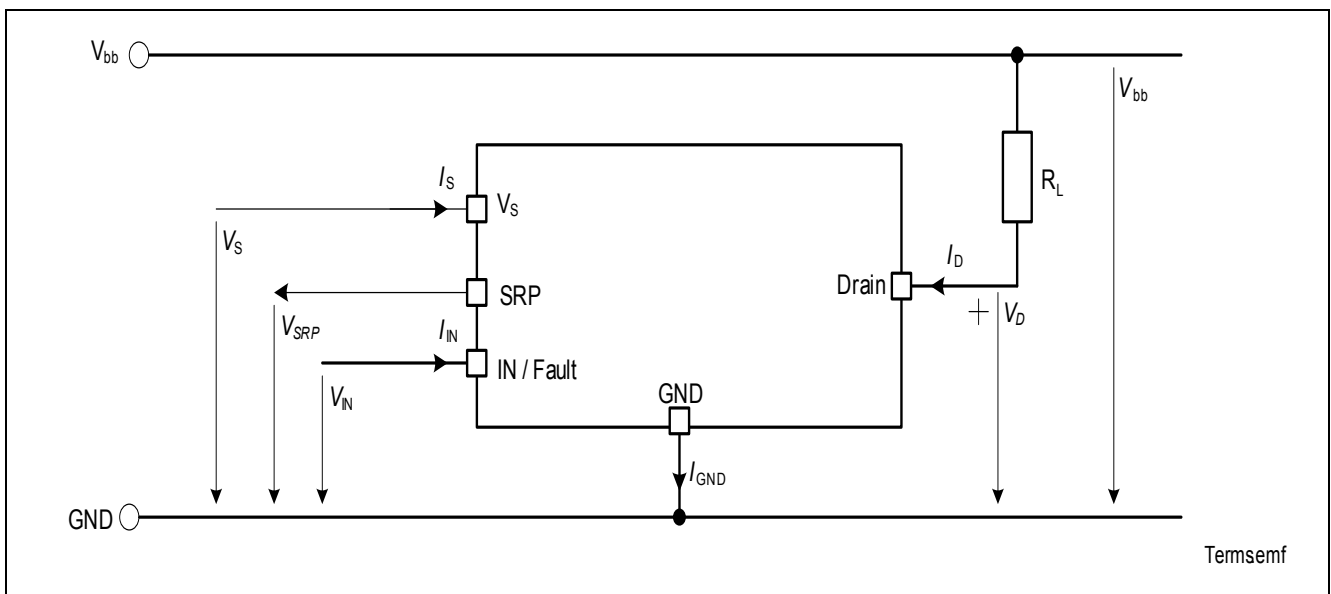 Vbb
Vbb
IS
VS
VS
RL
ID
Drain
SRP
+
VD
VSRP
IIN
IN / Fault
VIN
GND
IGND
GND
Termsemf